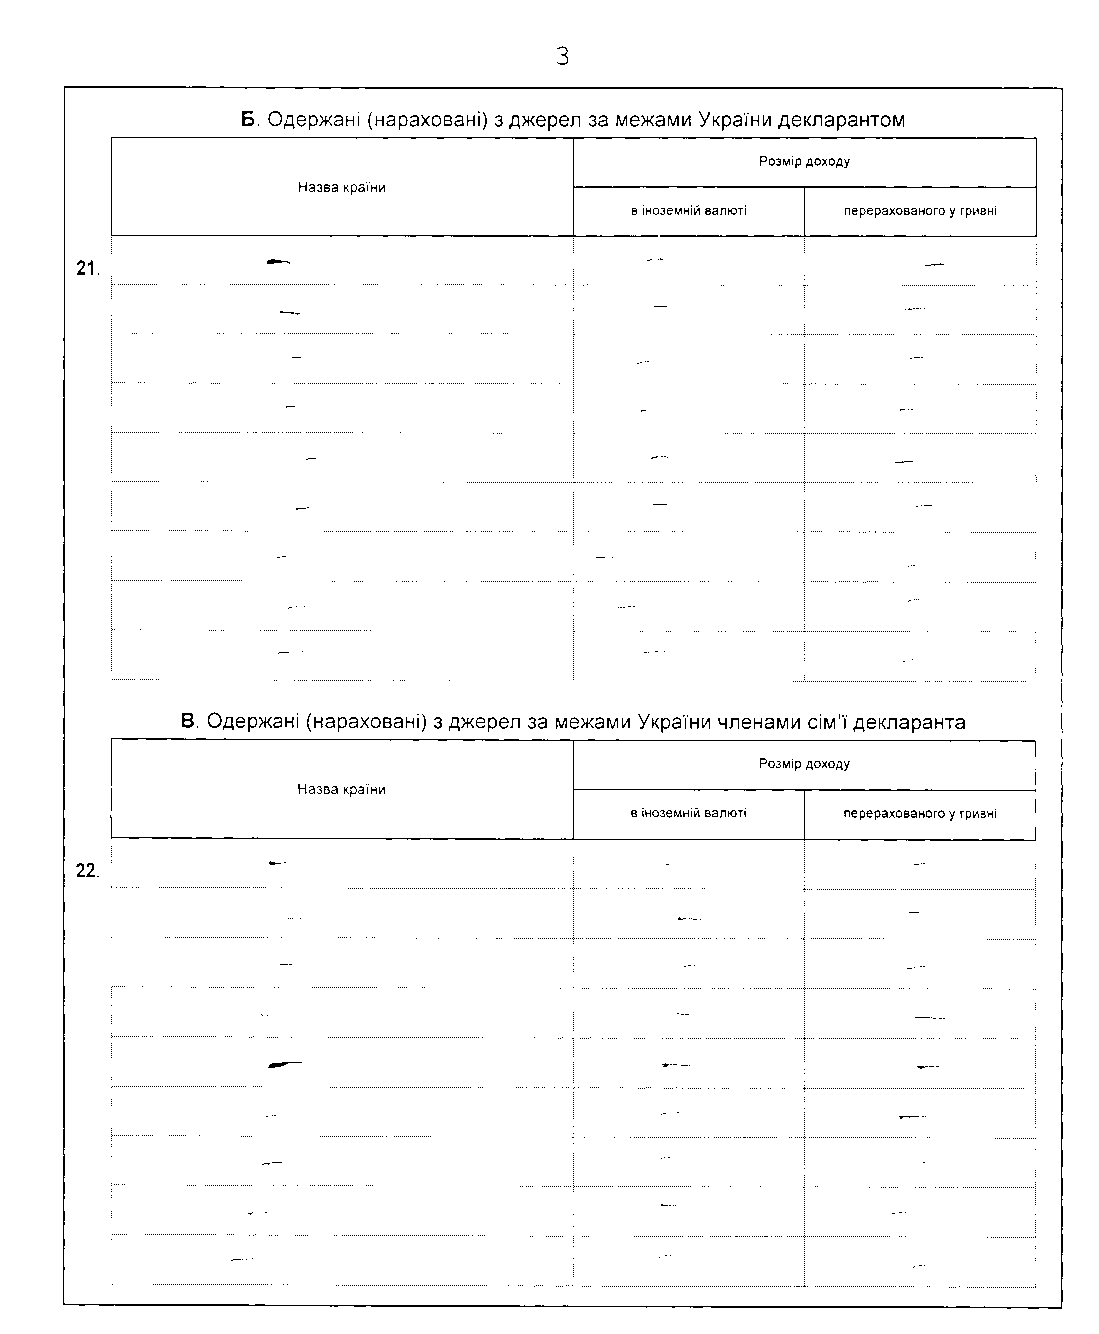 3
Б. Одержані (нараховані) з джерел за межами України декларантом
Назва країни
Розмір доходу
в іноземній валюті
перерахованого у гривні
21.
— — —
— — —
— — —
— — —
— — —
— — —
— — —
— — —
— — —
В. Одержані (нараховані) з джерел за межами України членами сім'ї декларанта
Назва країни
Розмір доходу
в іноземній валюті
перерахованого у гривні
22.
— — —
— — —
— — —
— — —
— — —
— — —
— — —
— — —
— — —